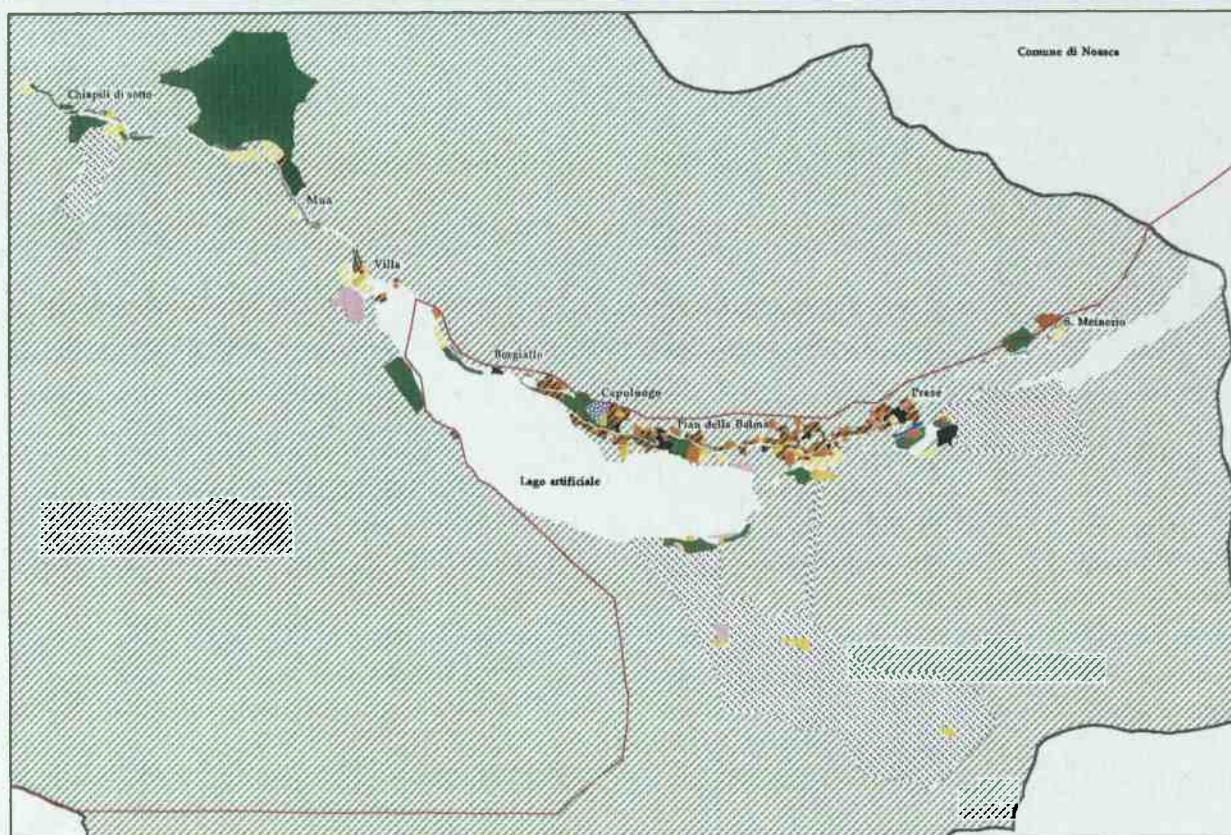 Comune di Noasca
Chiapili di sotto
Mua
Villa
S. Meinerio
Borgiallo
Capoluogo
Prese
Pian della Balma
Lago artificiale